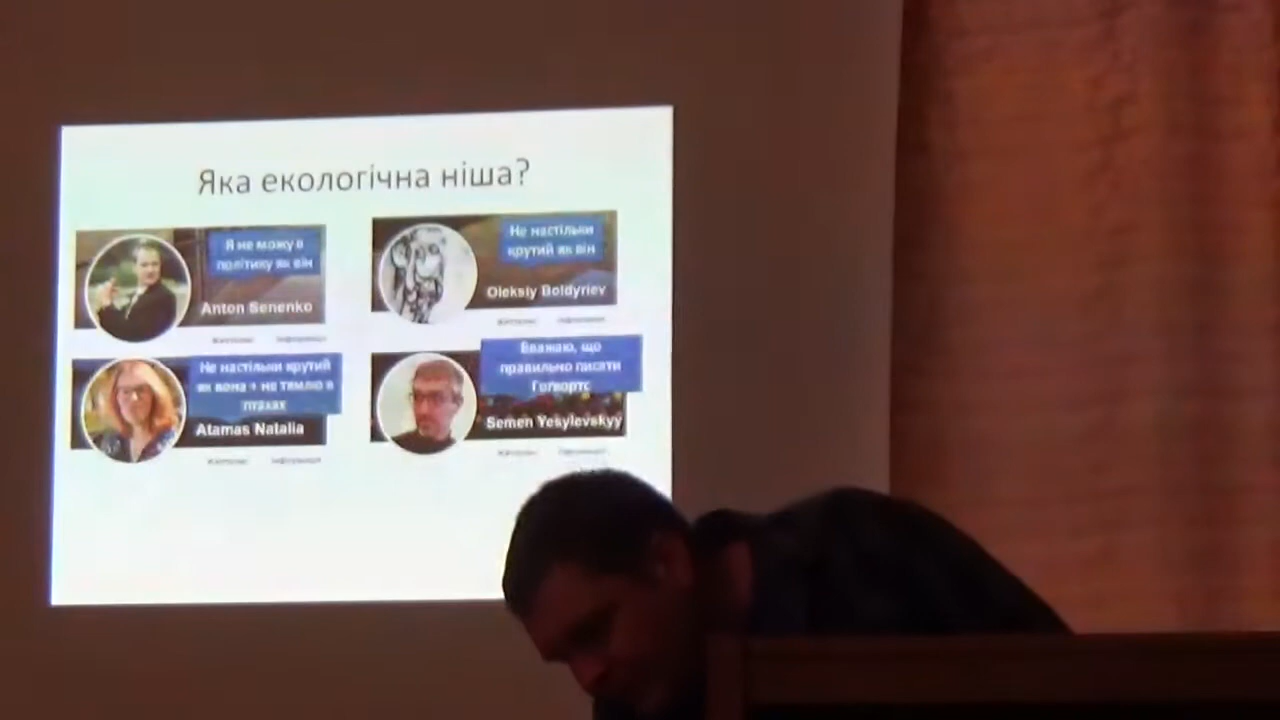 Яка екологічна ніша?
Я не можу в
політику як він
Anton Senenko
Не настільки
крутий як він
Oleksiy Boldyriev
Не настільки крутий
як вона + не тямлю в
птахах
Atamas Natalia
Вважаю, що
правильно писати
Гоґвортс
Semen Yesylevskyy